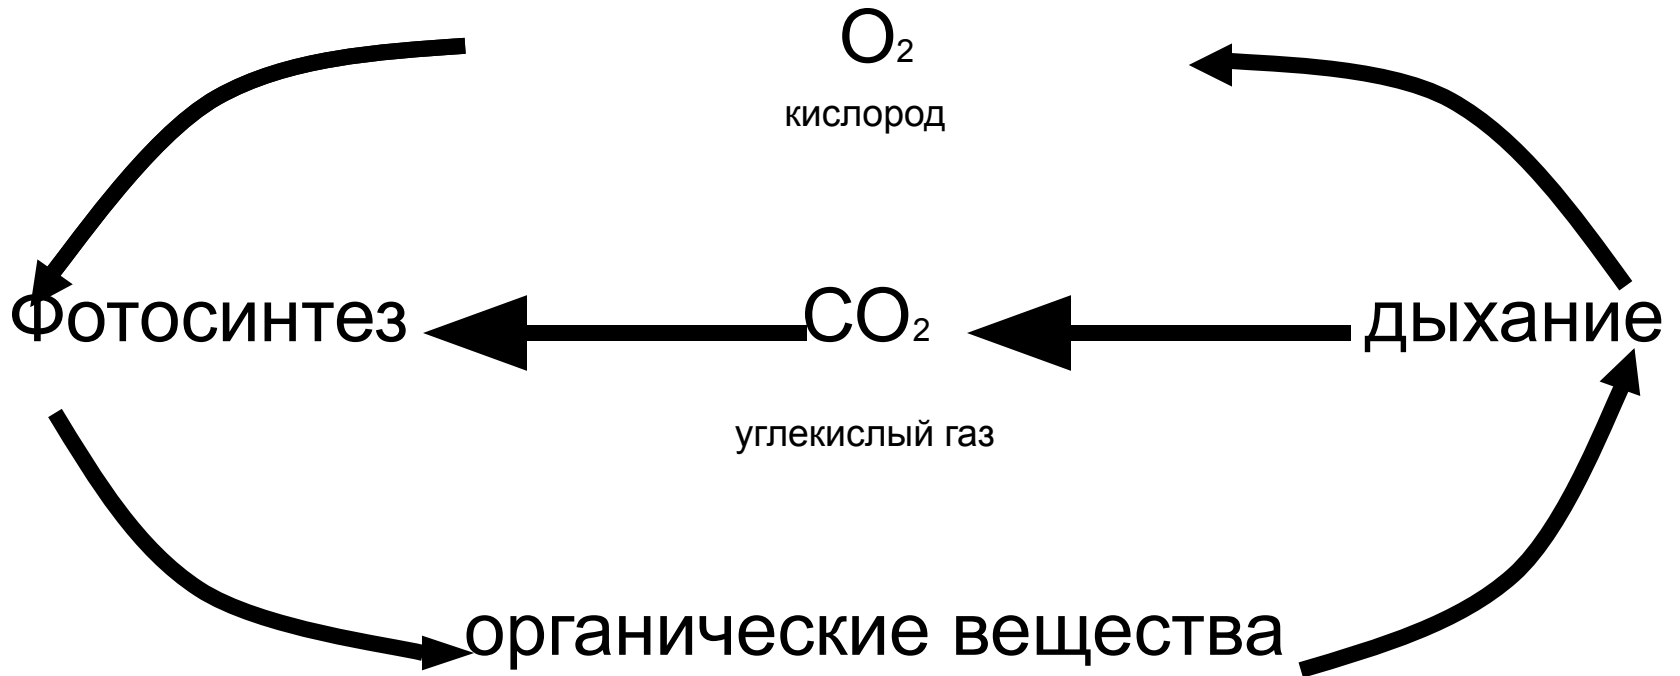 O₂
кислород
Фотосинтез
CO₂
дыхание
углекислый газ
органические вещества